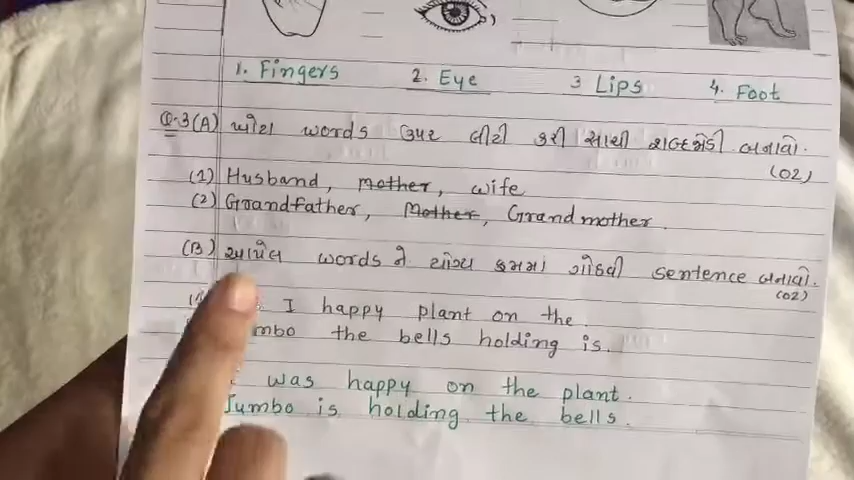 1. Fingers 2. Eye 3 Lips 4. Foot
Q-3(A) ખોટા words ઉપર લીટી કરી સાચી શબ્દજોડી બનાવો.
(02)
(1) Husband, mother, wife
(2) Grandfather, Mother, Grandmother.
(B) આપેલ words ને યોગ્ય ક્રમમાં ગોઠવી sentence બનાવો.
(02)
I happy plant on the.
the bells holding is.
was happy on the plant.
Jumbo is holding the bells.